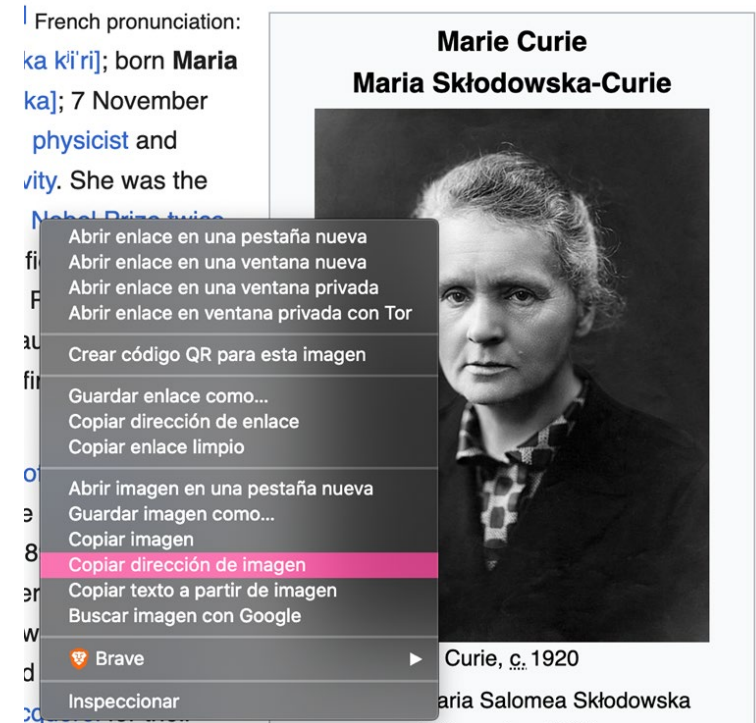 French pronunciation:
ka kʲiˈri]; born Maria
ka]; 7 November
physicist and
vity. She was the
Nobel Prize twice
Marie Curie
Maria Skłodowska-Curie
Abrir enlace en una pestaña nueva
Abrir enlace en una ventana nueva
Abrir enlace en una ventana privada
Abrir enlace en ventana privada con Tor
Crear código QR para esta imagen
Guardar enlace como...
Copiar dirección de enlace
Copiar enlace limpio
Abrir imagen en una pestaña nueva
Guardar imagen como...
Copiar imagen
Copiar dirección de imagen
Copiar texto a partir de imagen
Buscar imagen con Google
Brave
Inspeccionar
Curie, c. 1920
aria Salomea Skłodowska